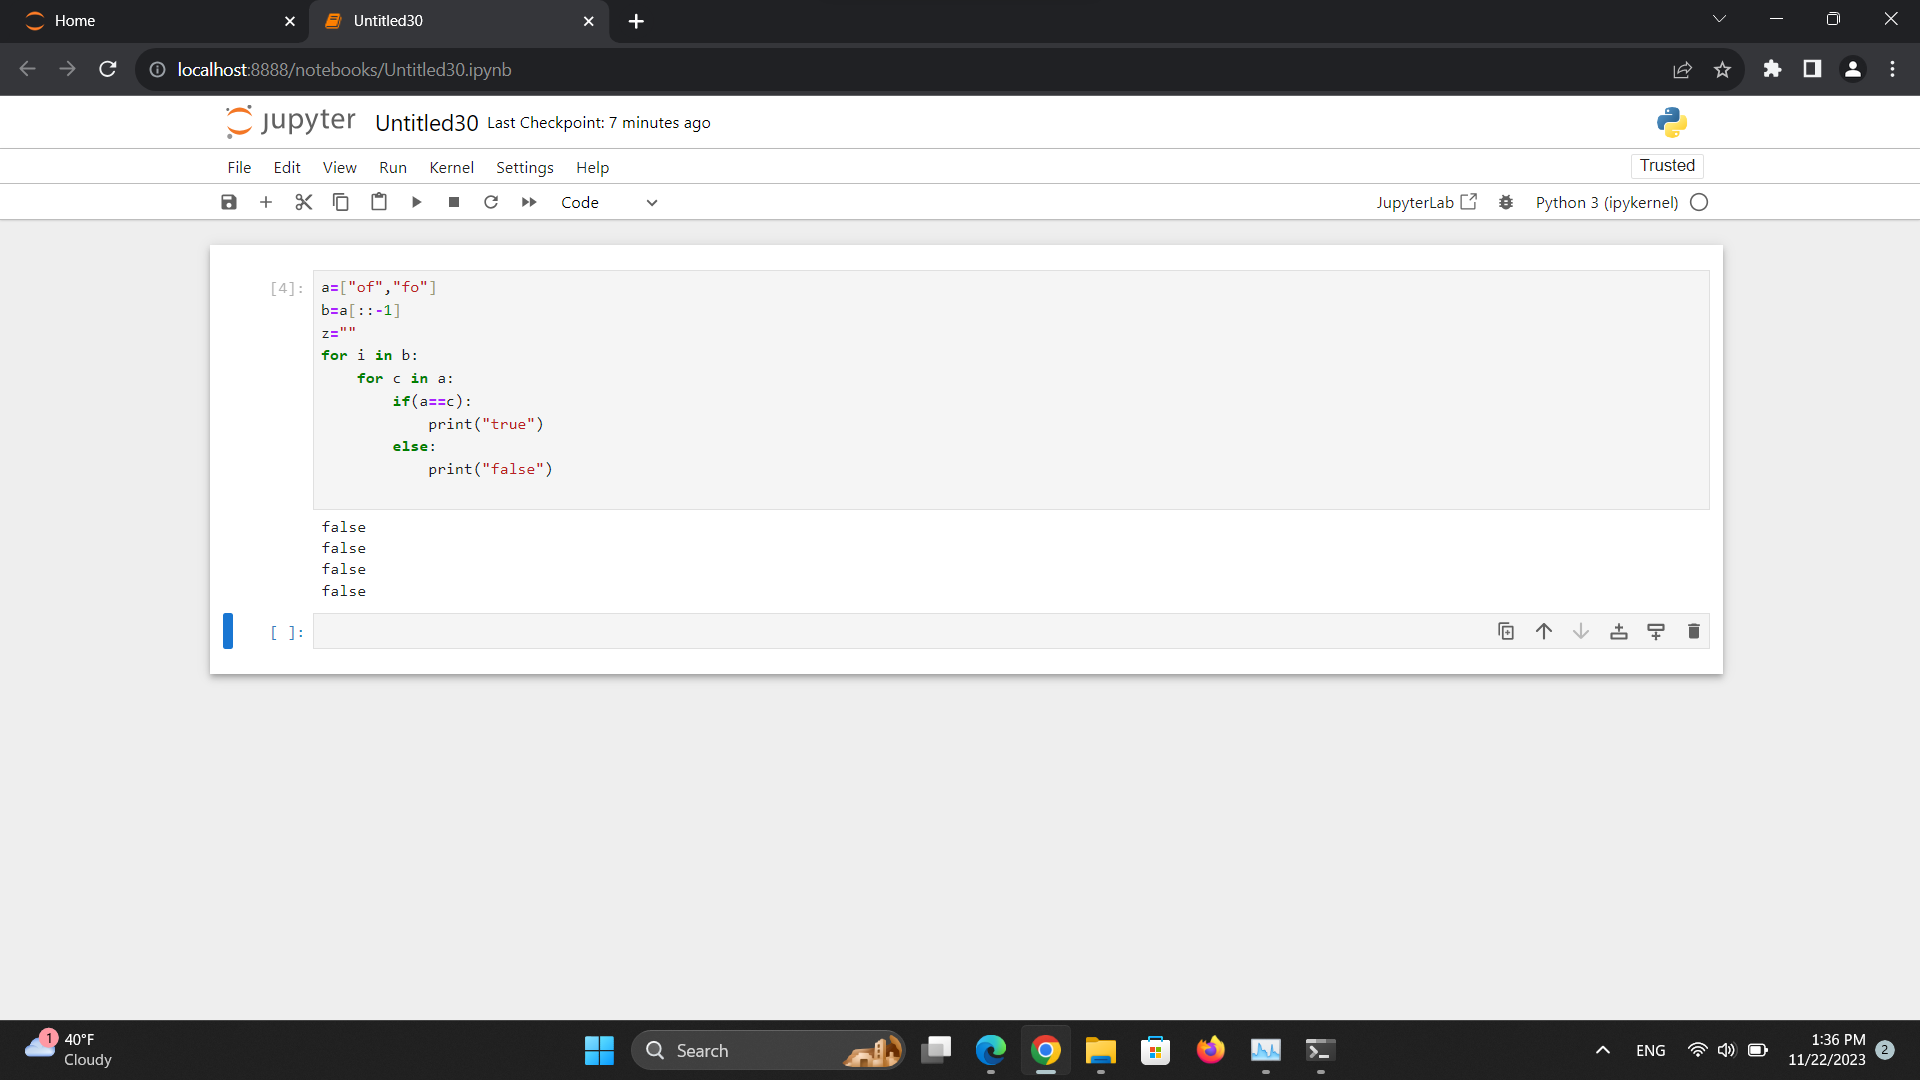 Home
Untitled30
localhost:8888/notebooks/Untitled30.ipynb
jupyter Untitled30 Last Checkpoint: 7 minutes ago
File Edit View Run Kernel Settings Help
Trusted
Code
JupyterLab
Python 3 (ipykernel)
[4]:
a=["of","fo"]
b=a[::-1]
z=""
for i in b:
    for c in a:
        if(a==c):
            print("true")
        else:
            print("false")
false
false
false
false
[ ]:
1
40°F
Cloudy
Search
ENG
1:36 PM
11/22/2023
2